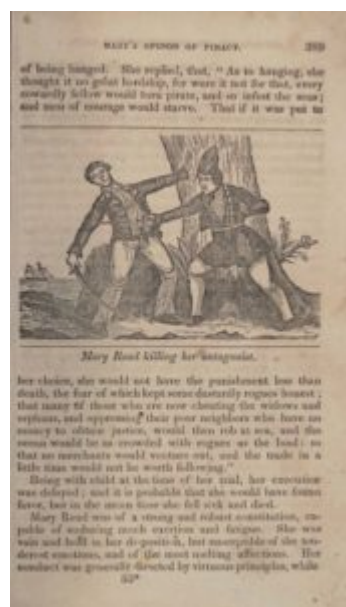 MARY'S OPINION OF PIRACY. 389
of being hanged. She replied, that, "As to hanging, she
thought it no great hardship, for were it not for that, every
cowardly fellow would turn pirate, and so infest the seas;
and men of courage would starve. That if it was put to
Mary Read killing her antagonist.
her choice, she would not have the punishment less than
death, the fear of which kept some dastardly rogues honest;
that many of those who are now cheating the widows and
orphans, and oppressing their poor neighbors who have no
money to obtain justice, would then rob at sea, and the
ocean would be as crowded with rogues as the land: so
that no merchants would venture out, and the trade in a
little time would not be worth following."
Being with child at the time of her trial, her execution
was delayed; and it is probable that she would have found
favor, but in the mean time she fell sick and died.
Mary Read was of a strong and robust constitution, ca-
pable of enduring much exertion and fatigue. She was
vain and bold in her disposition, but susceptible of the ten-
derest emotions, and of the most melting affections. Her
conduct was generally directed by virtuous principles, while
33*